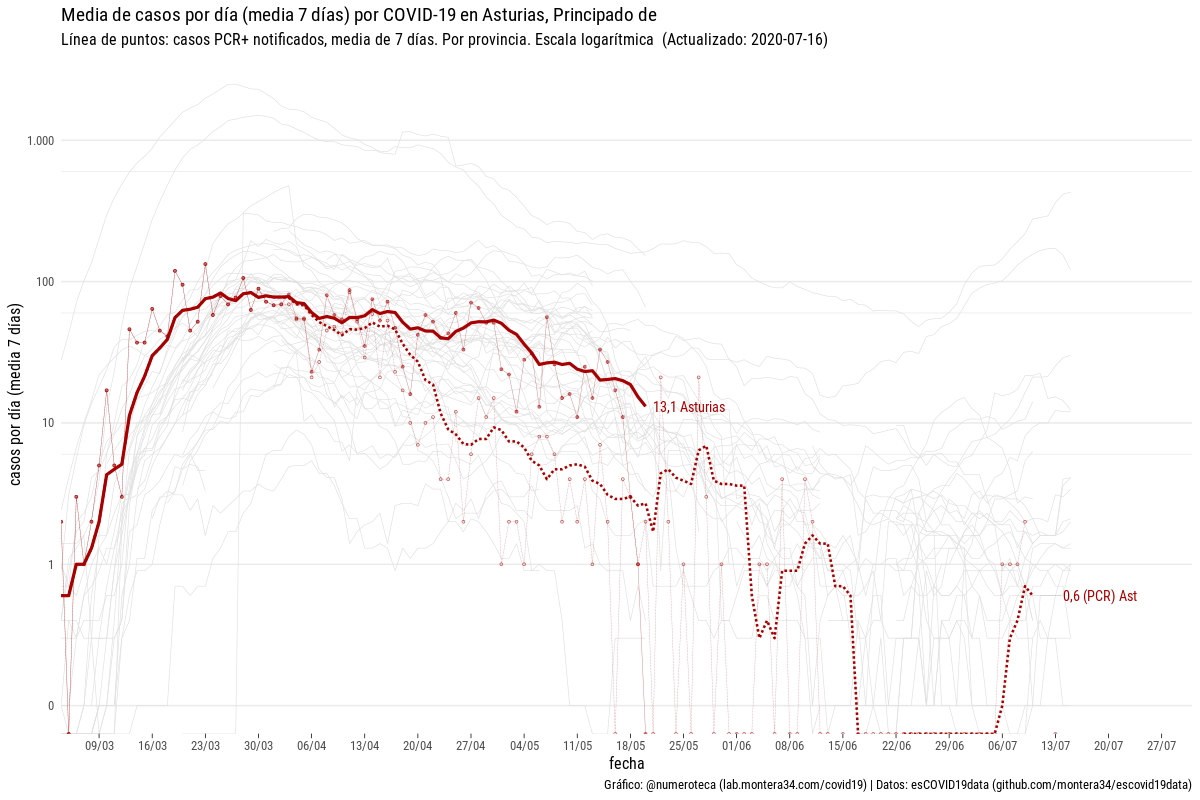 Media de casos por día (media 7 días) por COVID-19 en Asturias, Principado de
Línea de puntos: casos PCR+ notificados, media de 7 días. Por provincia. Escala logarítmica  (Actualizado: 2020-07-16)
casos por día (media 7 días)
1.000
100
10
1
0
13,1 Asturias
0,6 (PCR) Ast
09/03 16/03 23/03 30/03 06/04 13/04 20/04 27/04 04/05 11/05 18/05 25/05 01/06 08/06 15/06 22/06 29/06 06/07 13/07 20/07 27/07
fecha
Gráfico: @numeroteca (lab.montera34.com/covid19) | Datos: esCOVID19data (github.com/montera34/escovid19data)